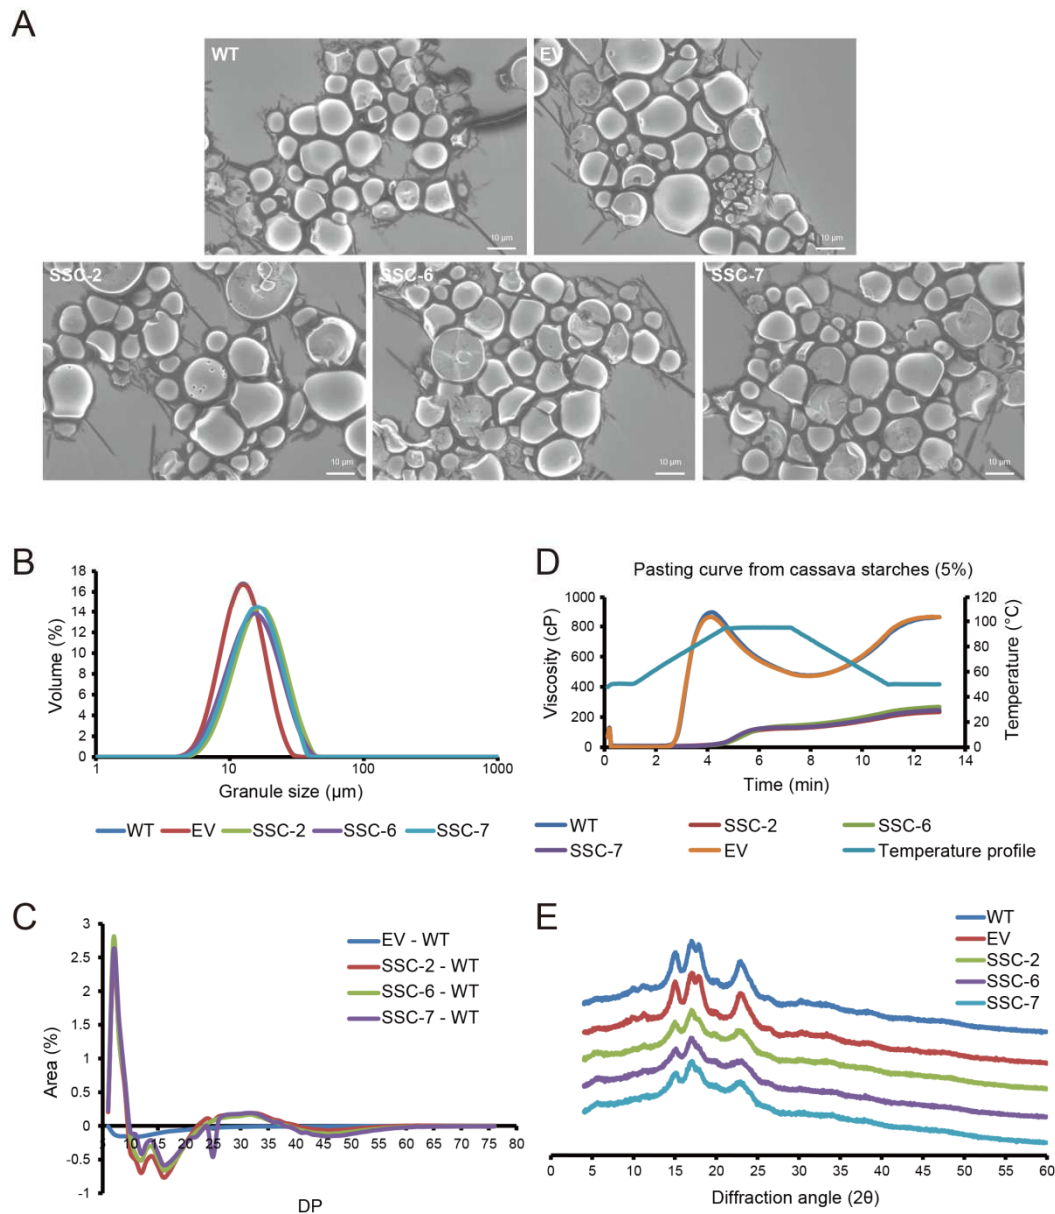 A
WT
EV
10 µm
10 µm
SSC-2
SSC-6
SSC-7
10 µm
10 µm
10 µm
B
18
16
14
12
10
8
6
4
2
0
Volume (%)
1
10
100
1000
Granule size (µm)
WT
EV
SSC-2
SSC-6
SSC-7
D
Pasting curve from cassava starches (5%)
1000
800
600
400
200
0
Viscosity (cP)
120
100
80
60
40
20
0
Temperature (°C)
0
2
4
6
8
10
12
14
Time (min)
WT
SSC-2
SSC-6
SSC-7
EV
Temperature profile
C
3
2.5
2
1.5
1
0.5
0
-0.5
-1
Area (%)
5
10
15
20
25
30
35
40
45
50
55
60
65
70
75
80
DP
EV - WT
SSC-2 - WT
SSC-6 - WT
SSC-7 - WT
E
WT
EV
SSC-2
SSC-6
SSC-7
0
5
10
15
20
25
30
35
40
45
50
55
60
Diffraction angle (2θ)